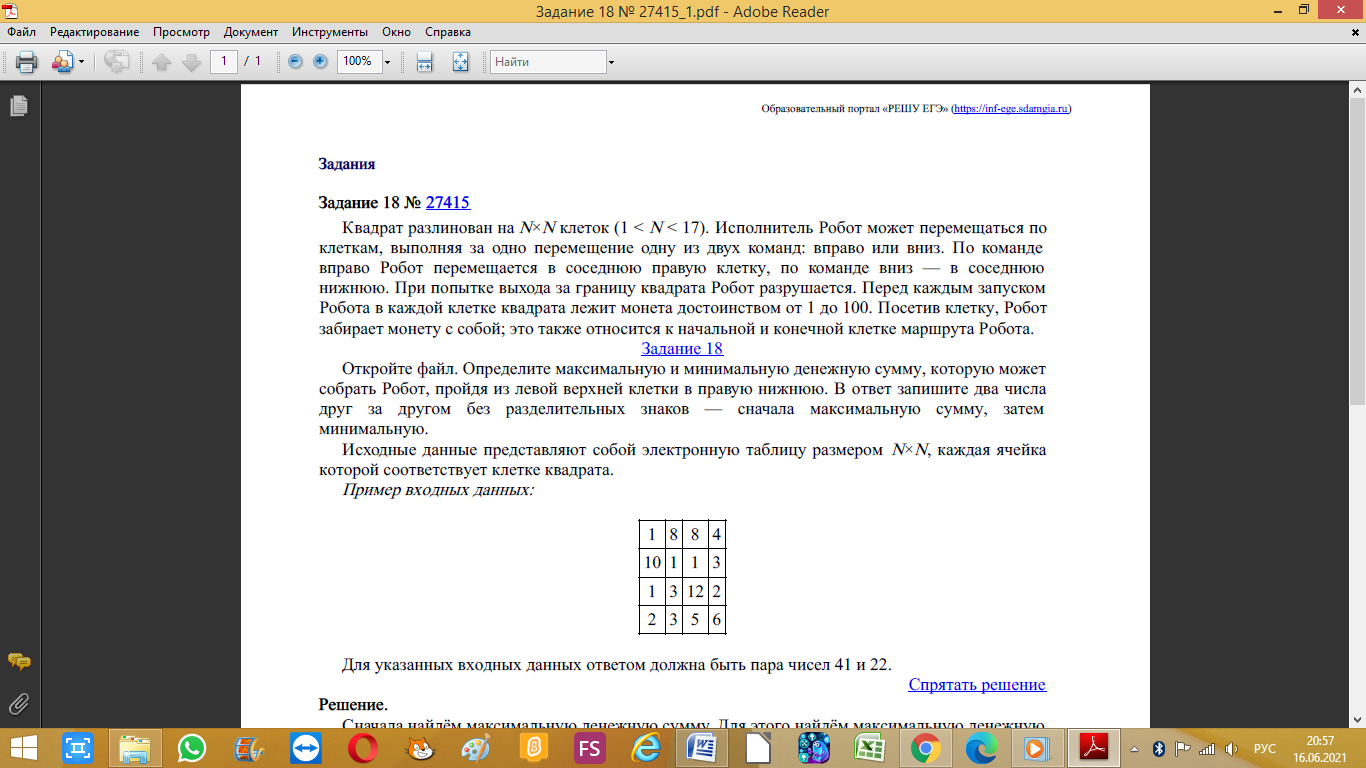 Задание 18 № 27415_1.pdf - Adobe Reader
Файл Редактирование Просмотр Документ Инструменты Окно Справка
1 / 1 100% Найти
Образовательный портал «РЕШУ ЕГЭ» (https://inf-ege.sdamgia.ru)
Задания
Задание 18 № 27415
Квадрат разлинован на N×N клеток (1 < N < 17). Исполнитель Робот может перемещаться по
клеткам, выполняя за одно перемещение одну из двух команд: вправо или вниз. По команде
вправо Робот перемещается в соседнюю правую клетку, по команде вниз — в соседнюю
нижнюю. При попытке выхода за границу квадрата Робот разрушается. Перед каждым запуском
Робота в каждой клетке квадрата лежит монета достоинством от 1 до 100. Посетив клетку, Робот
забирает монету с собой; это также относится к начальной и конечной клетке маршрута Робота.
Задание 18
Откройте файл. Определите максимальную и минимальную денежную сумму, которую может
собрать Робот, пройдя из левой верхней клетки в правую нижнюю. В ответ запишите два числа
друг за другом без разделительных знаков — сначала максимальную сумму, затем
минимальную.
Исходные данные представляют собой электронную таблицу размером N×N, каждая ячейка
которой соответствует клетке квадрата.
Пример входных данных:
1 8 8 4
10 1 1 3
1 3 12 2
2 3 5 6
Для указанных входных данных ответом должна быть пара чисел 41 и 22.
Спрятать решение
Решение.
Сначала найдём максимальную денежную сумму. Для этого найдём максимальную денежную
FS
РУС
20:57
16.06.2021